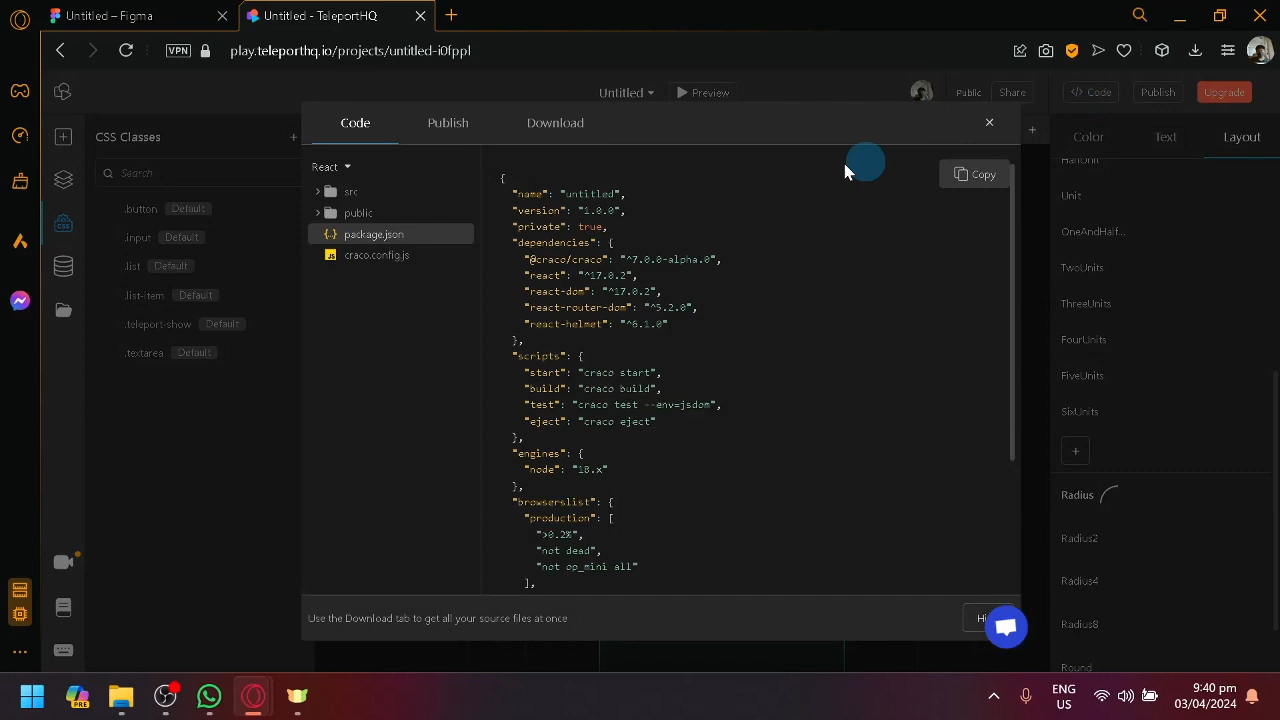 Untitled – Figma
Untitled - TeleportHQ
VPN
play.teleporthq.io/projects/untitled-i0fppl
Untitled
Preview
Public
Share
</> Code
Publish
Upgrade
CSS Classes
Search
.button Default
.input Default
.list Default
.list-item Default
.teleport-show Default
.textarea Default
CSS
Code
Publish
Download
React
src
public
{.} package.json
JS craco.config.js
Copy
{
"name": "untitled",
"version": "1.0.0",
"private": true,
"dependencies": {
"@craco/craco": "^7.0.0-alpha.0",
"react": "^17.0.2",
"react-dom": "^17.0.2",
"react-router-dom": "^5.2.0",
"react-helmet": "^6.1.0"
},
"scripts": {
"start": "craco start",
"build": "craco build",
"test": "craco test --env=jsdom",
"eject": "craco eject"
},
"engines": {
"node": "18.x"
},
"browserslist": {
"production": [
">0.2%",
"not dead",
"not op_mini all"
],
Use the Download tab to get all your source files at once
Color
Text
Layout
HalfUnit
Unit
OneAndHalf...
TwoUnits
ThreeUnits
FourUnits
FiveUnits
SixUnits
Radius
Radius2
Radius4
Radius8
Round
PRE
ENG
US
9:40 pm
03/04/2024